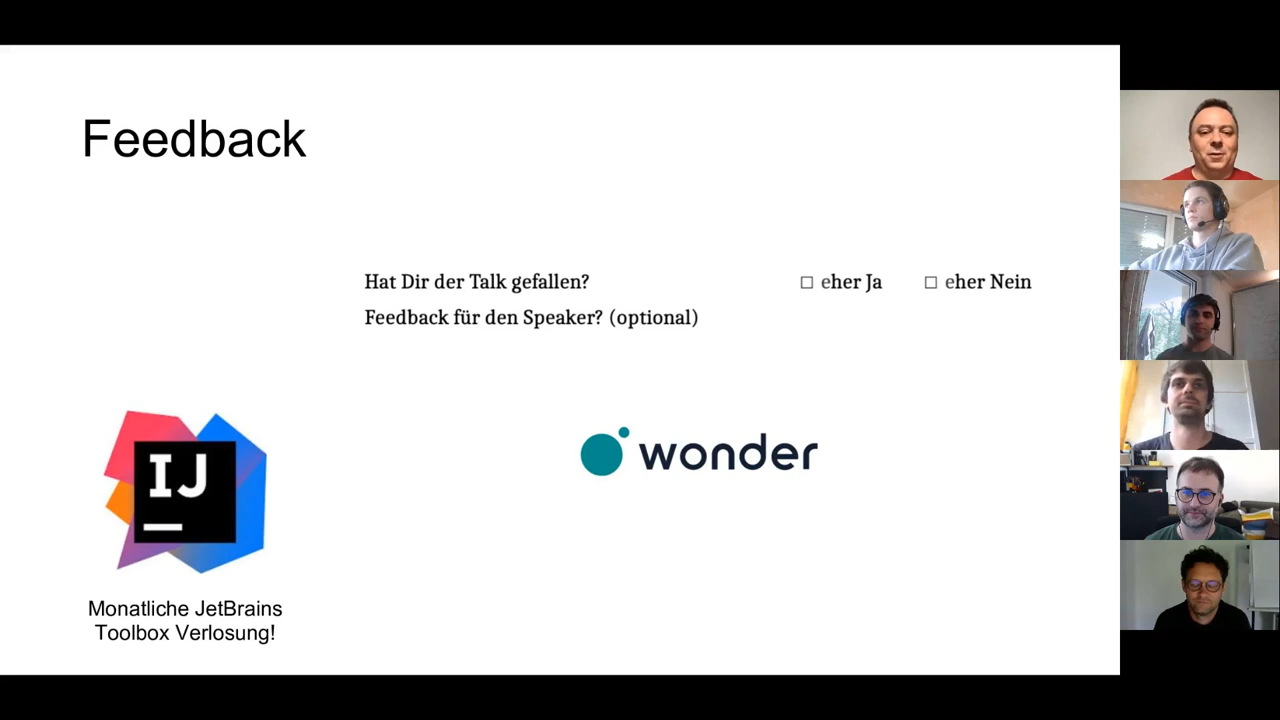 Feedback
Hat Dir der Talk gefallen? □ eher Ja □ eher Nein
Feedback für den Speaker? (optional)
IJ
wonder
Monatliche JetBrains
Toolbox Verlosung!